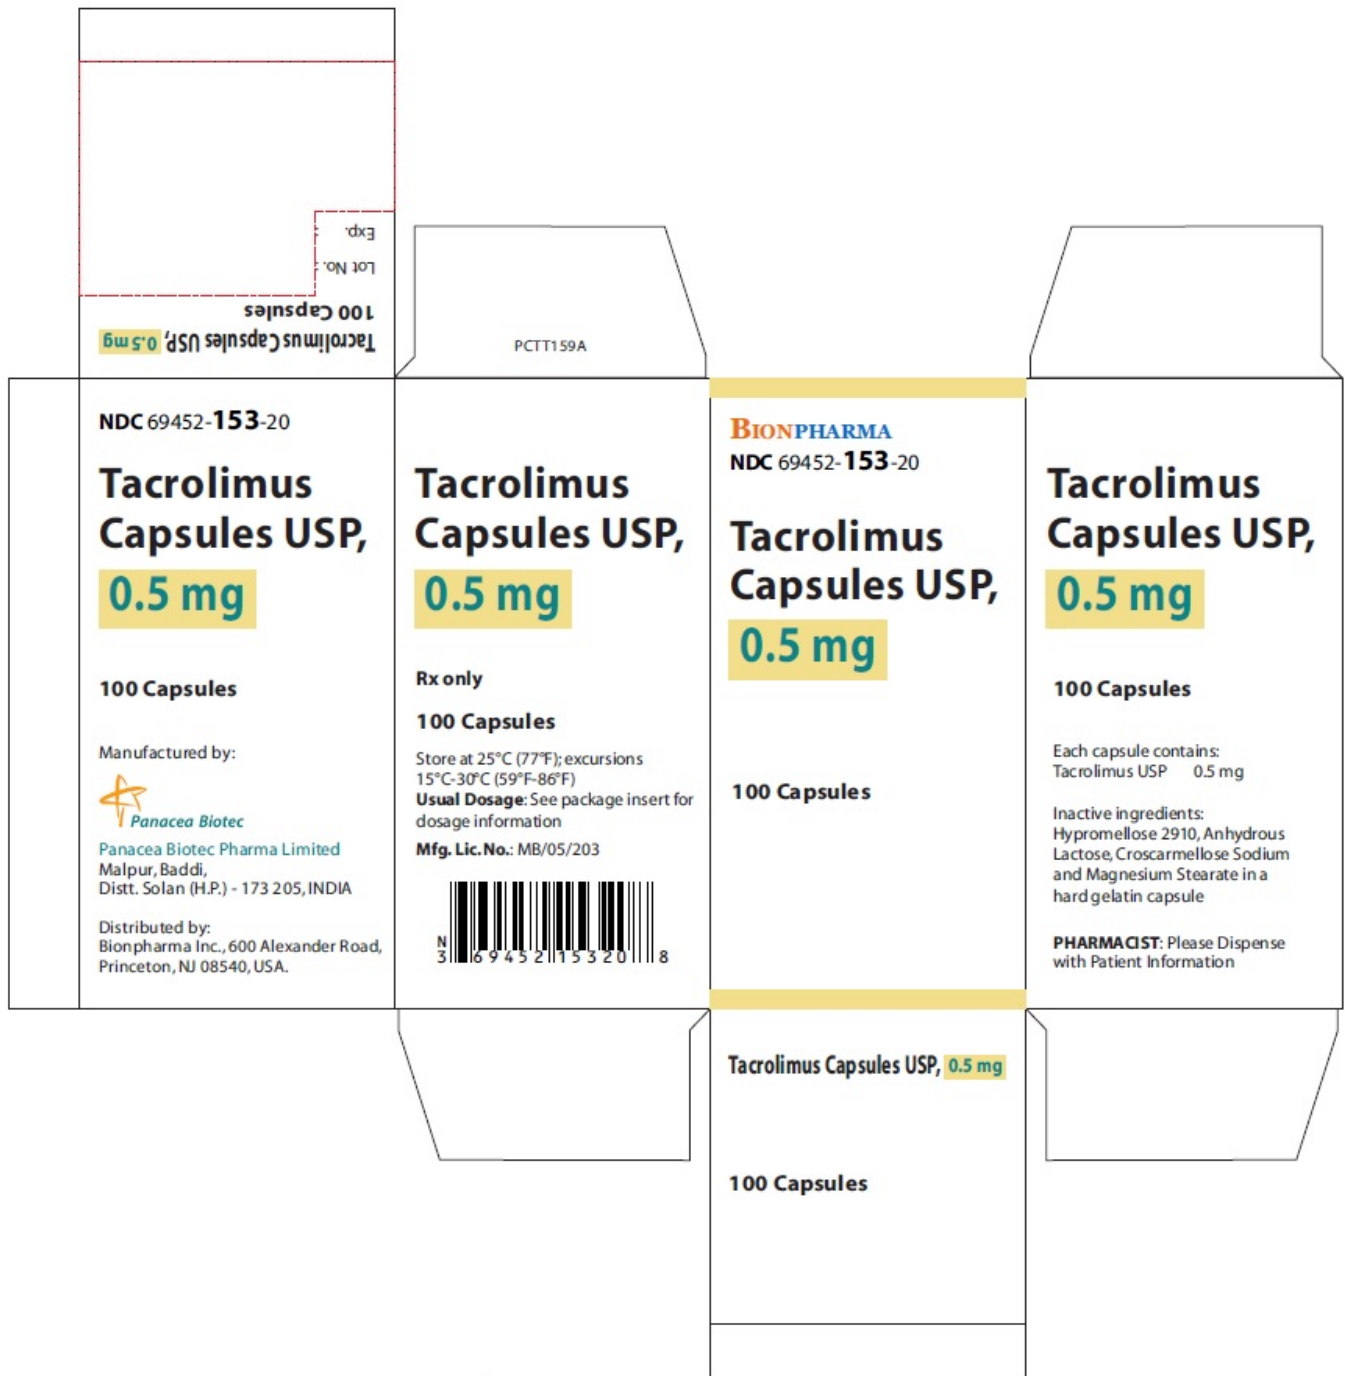 Tacrolimus Capsules USP, 0.5 mg
100 Capsules
Lot No. :
Exp. :
NDC 69452-153-20
Tacrolimus
Capsules USP,
0.5 mg
100 Capsules
Manufactured by:
Panacea Biotec
Panacea Biotec Pharma Limited
Malpur, Baddi,
Distt. Solan (H.P.) - 173 205, INDIA
Distributed by:
Bionpharma Inc., 600 Alexander Road,
Princeton, NJ 08540, USA.
PCTT159A
Tacrolimus
Capsules USP,
0.5 mg
Rx only
100 Capsules
Store at 25°C (77°F); excursions
15°C-30°C (59°F-86°F)
Usual Dosage: See package insert for
dosage information
Mfg. Lic. No.: MB/05/203
N
3 69452 15320 8
BIONPHARMA
NDC 69452-153-20
Tacrolimus
Capsules USP,
0.5 mg
100 Capsules
Tacrolimus Capsules USP, 0.5 mg
100 Capsules
Tacrolimus
Capsules USP,
0.5 mg
100 Capsules
Each capsule contains:
Tacrolimus USP 0.5 mg
Inactive ingredients:
Hypromellose 2910, Anhydrous
Lactose, Croscarmellose Sodium
and Magnesium Stearate in a
hard gelatin capsule
PHARMACIST: Please Dispense
with Patient Information